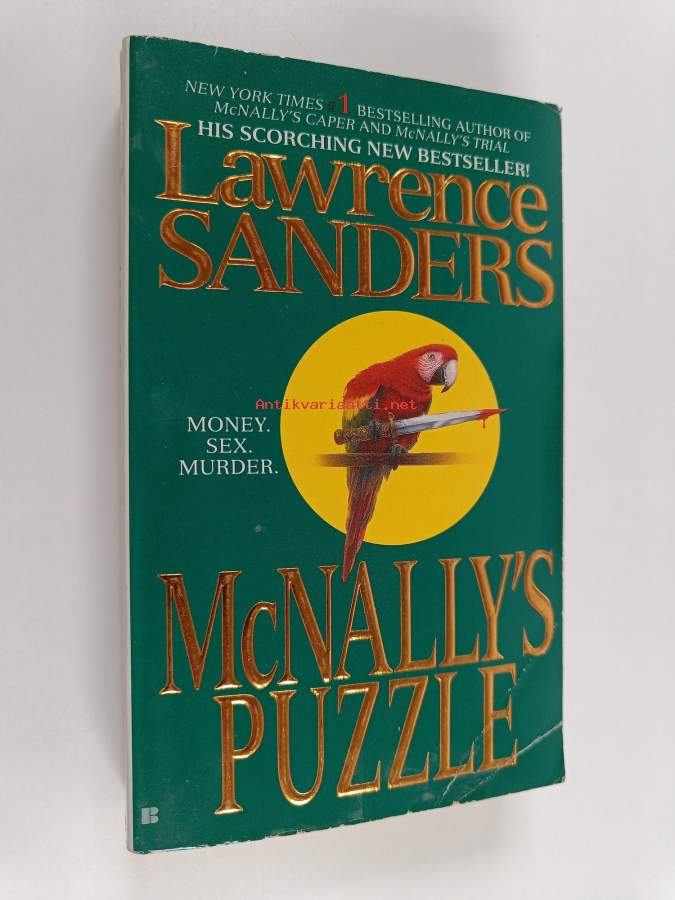 NEW YORK TIMES #1 BESTSELLING AUTHOR OF
McNALLY'S CAPER AND McNALLY'S TRIAL
HIS SCORCHING NEW BESTSELLER!
Lawrence
SANDERS
Antikvariaatti.net
MONEY.
SEX.
MURDER.
McNALLY'S
PUZZLE
B